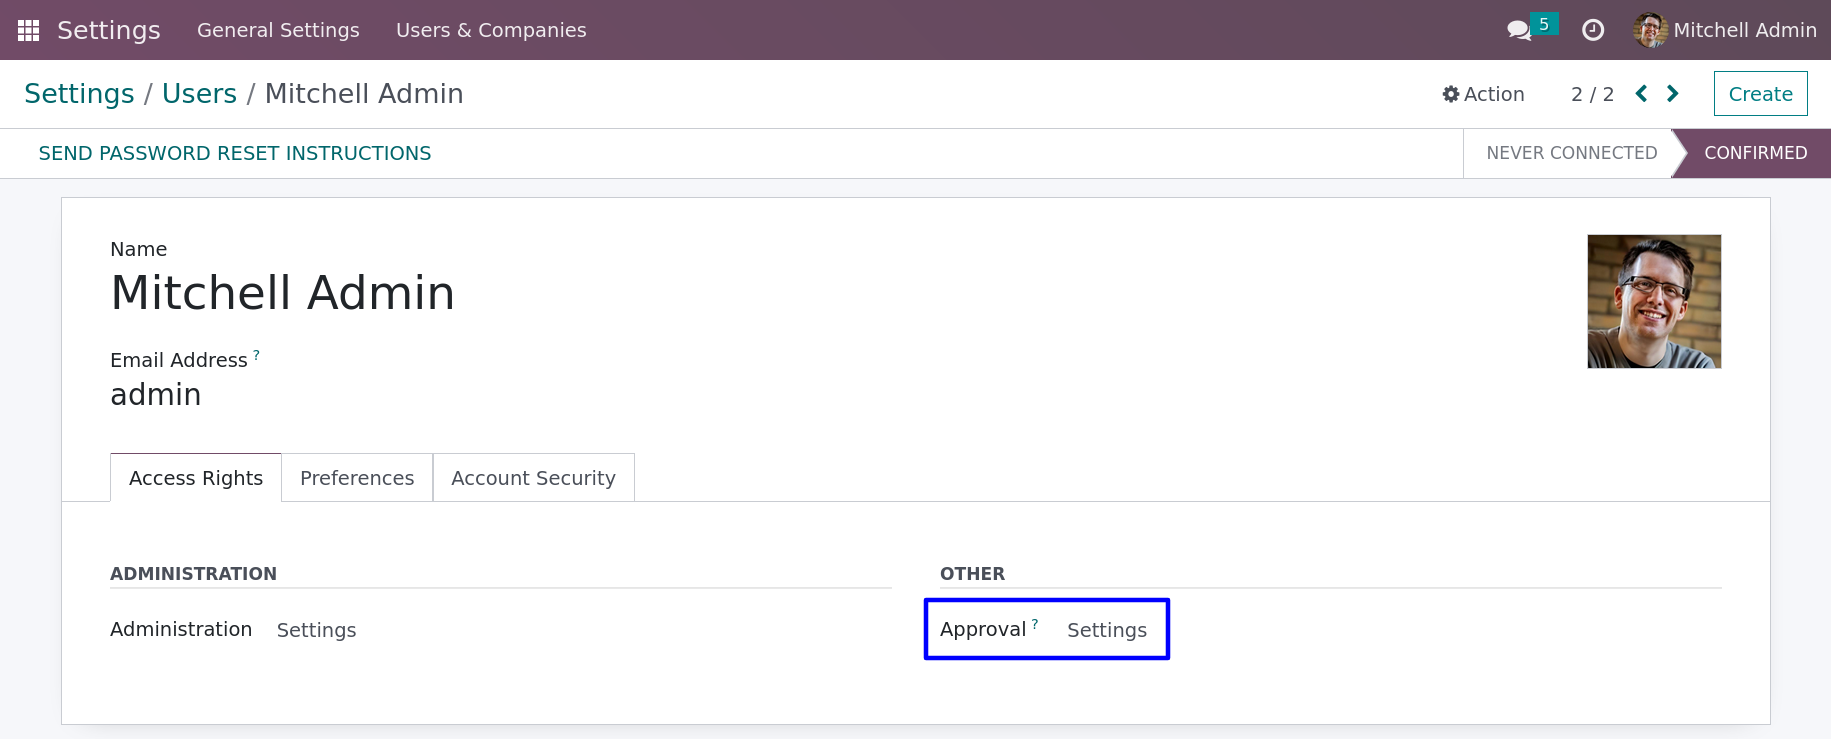 Settings General Settings Users & Companies 5 Mitchell Admin
Settings / Users / Mitchell Admin Action 2 / 2 Create
SEND PASSWORD RESET INSTRUCTIONS NEVER CONNECTED CONFIRMED
Name
Mitchell Admin
Email Address ?
admin
Access Rights Preferences Account Security
ADMINISTRATION OTHER
Administration Settings Approval ? Settings